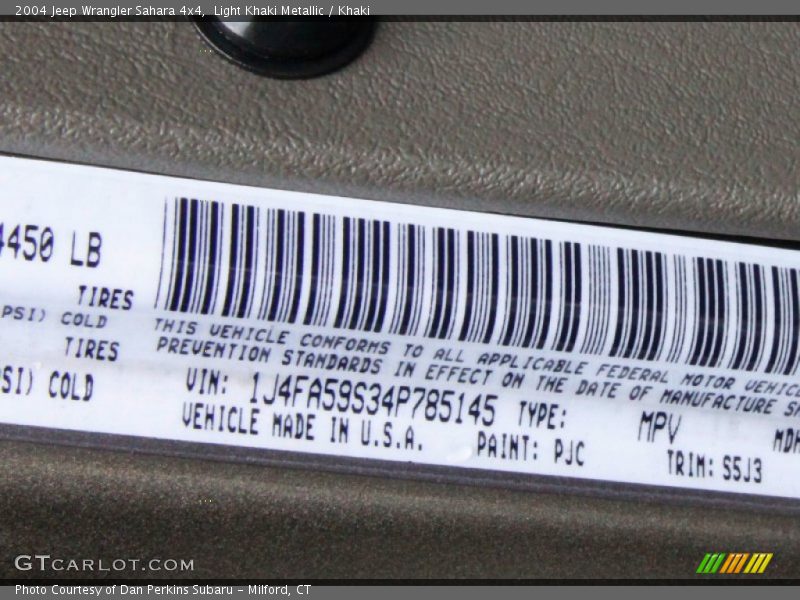 2004 Jeep Wrangler Sahara 4x4, Light Khaki Metallic / Khaki
4450 LB
TIRES
PSI) COLD
TIRES
PSI) COLD
THIS VEHICLE CONFORMS TO ALL APPLICABLE FEDERAL MOTOR VEHICLE
PREVENTION STANDARDS IN EFFECT ON THE DATE OF MANUFACTURE SH
VIN: 1J4FA59S34P785145 TYPE: MPV
VEHICLE MADE IN U.S.A. PAINT: PJC TRIM: S5J3
GTCARLOT.COM
Photo Courtesy of Dan Perkins Subaru - Milford, CT